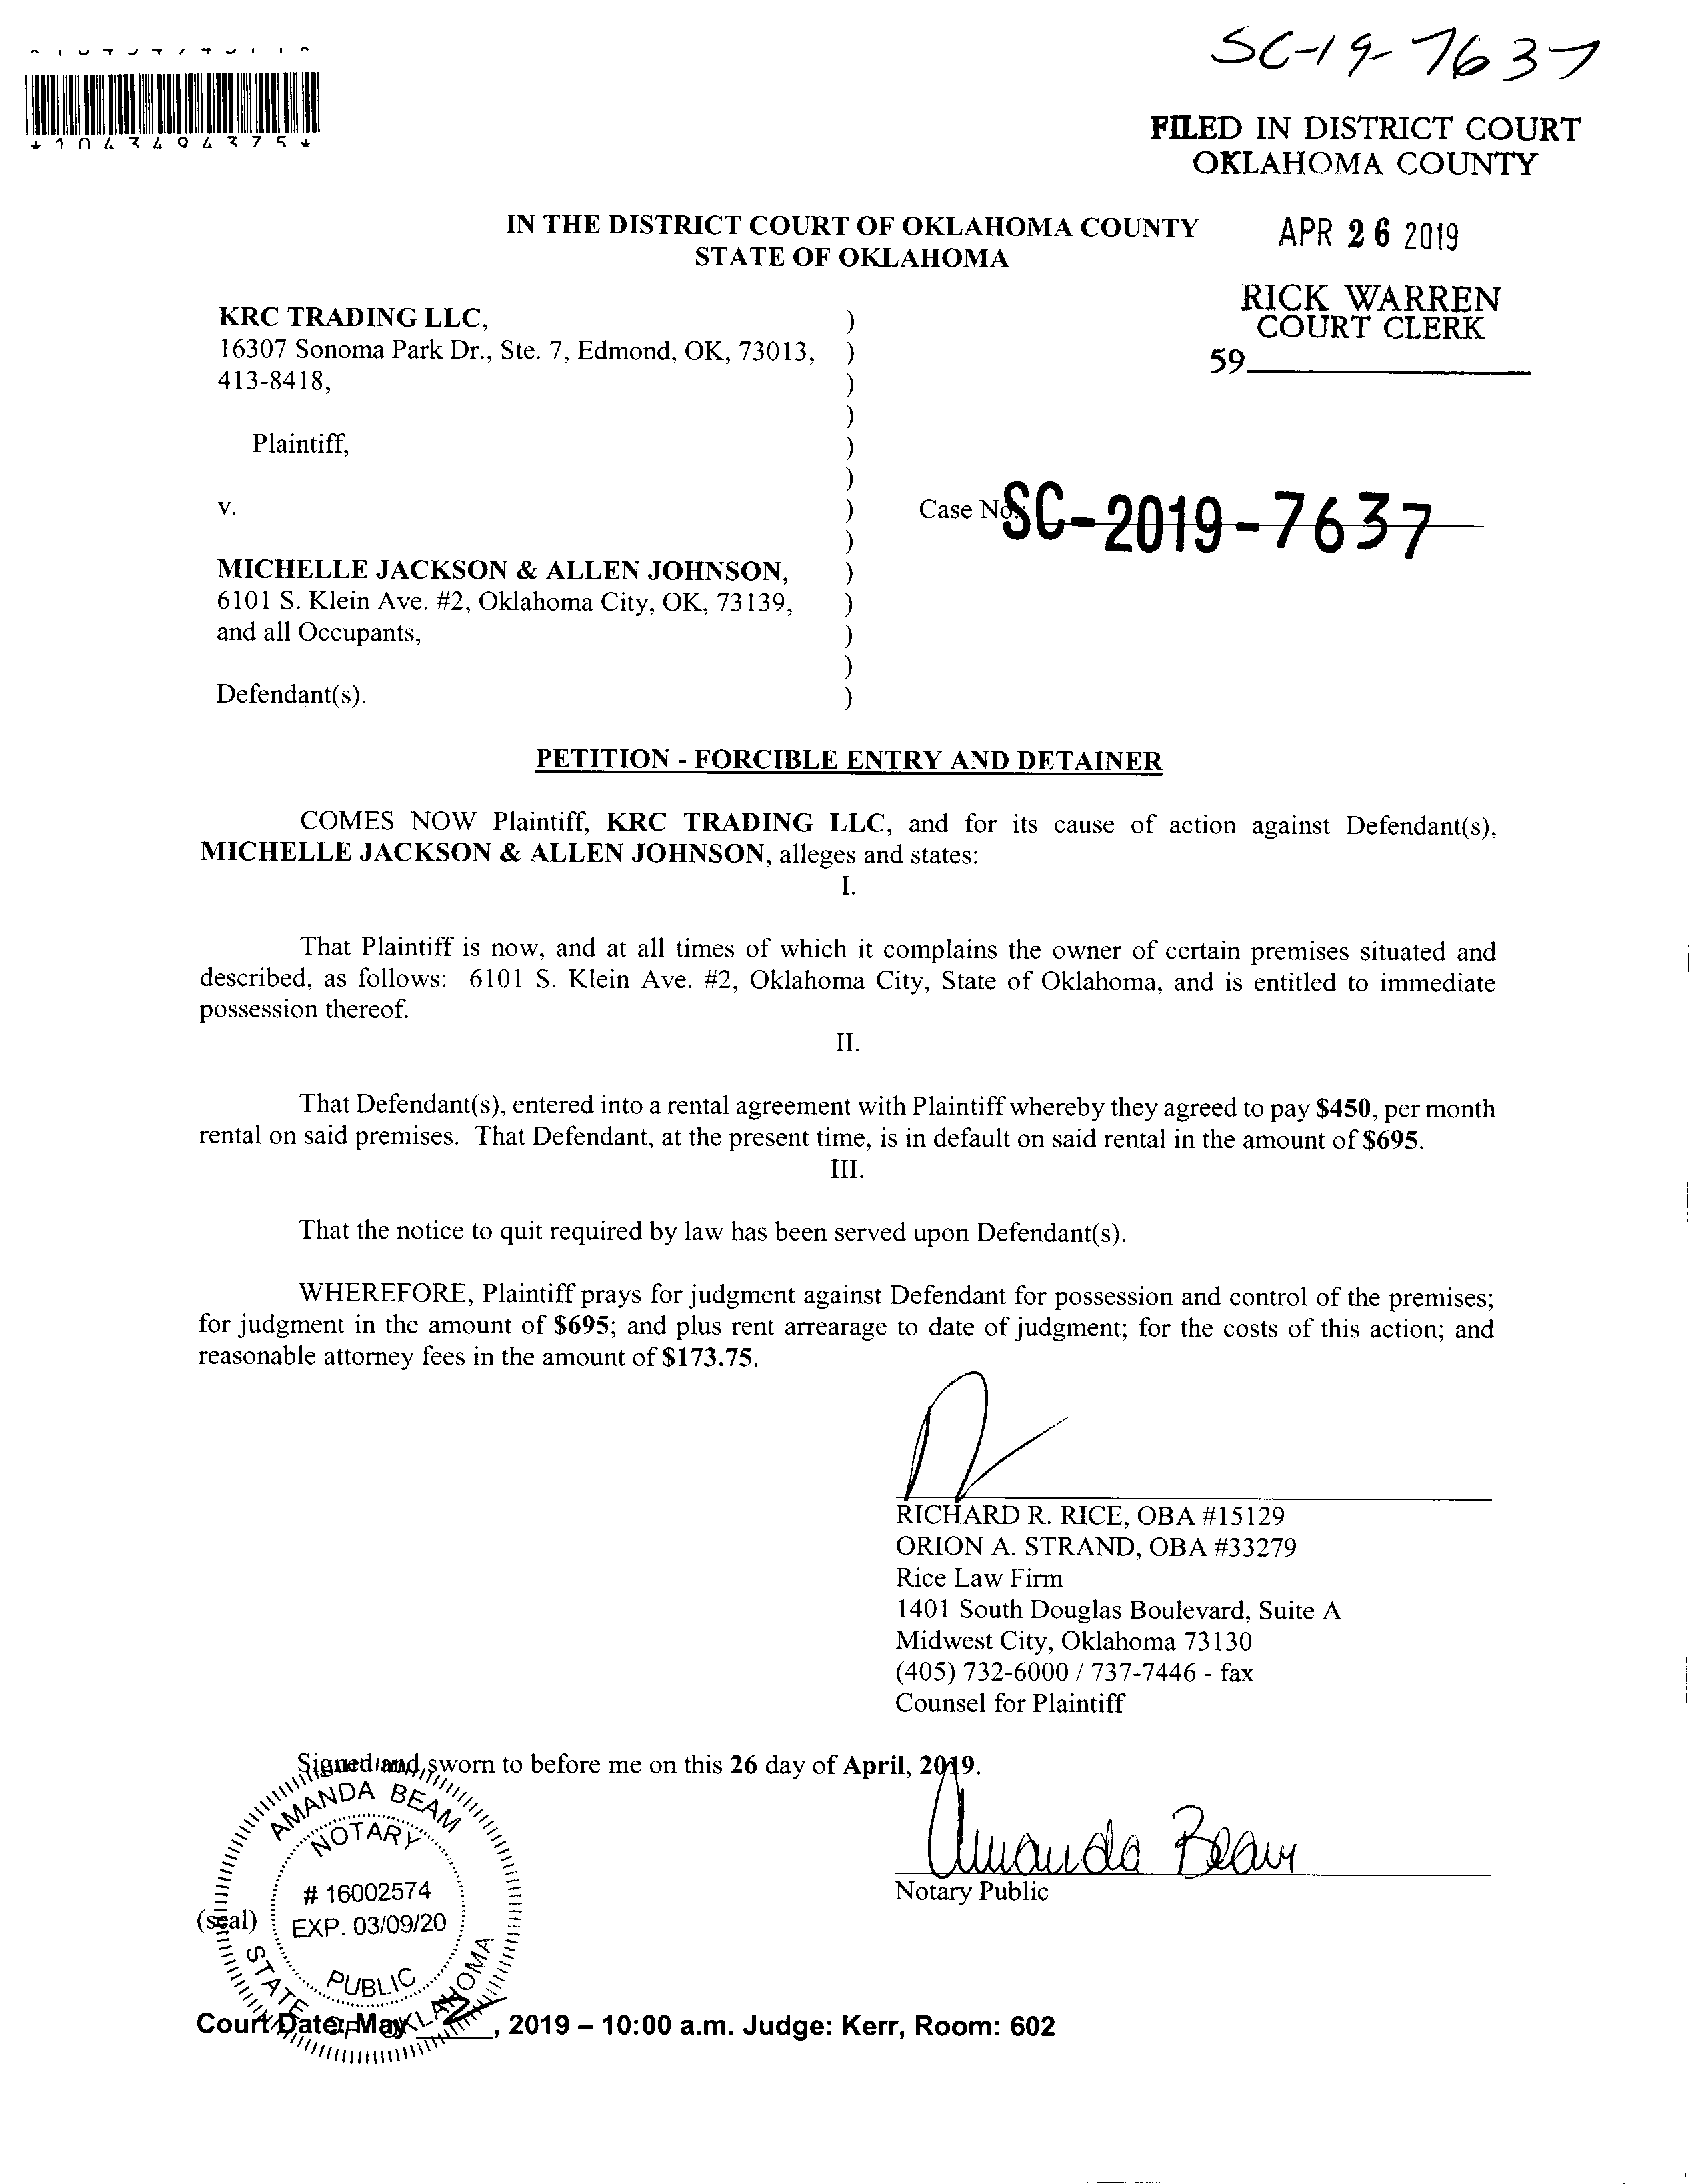 SC-19-7637
*1043494375*
FILED IN DISTRICT COURT
OKLAHOMA COUNTY
IN THE DISTRICT COURT OF OKLAHOMA COUNTY
STATE OF OKLAHOMA
APR 26 2019
RICK WARREN
COURT CLERK
59
KRC TRADING LLC, )
16307 Sonoma Park Dr., Ste. 7, Edmond, OK, 73013, )
413-8418, )
)
Plaintiff, )
)
v. )
Case No. SC-2019-7637
)
MICHELLE JACKSON & ALLEN JOHNSON, )
6101 S. Klein Ave. #2, Oklahoma City, OK, 73139, )
and all Occupants, )
)
Defendant(s). )
PETITION - FORCIBLE ENTRY AND DETAINER
COMES NOW Plaintiff, KRC TRADING LLC, and for its cause of action against Defendant(s),
MICHELLE JACKSON & ALLEN JOHNSON, alleges and states:
I.
That Plaintiff is now, and at all times of which it complains the owner of certain premises situated and
described, as follows: 6101 S. Klein Ave. #2, Oklahoma City, State of Oklahoma, and is entitled to immediate
possession thereof.
II.
That Defendant(s), entered into a rental agreement with Plaintiff whereby they agreed to pay $450, per month
rental on said premises. That Defendant, at the present time, is in default on said rental in the amount of $695.
III.
That the notice to quit required by law has been served upon Defendant(s).
WHEREFORE, Plaintiff prays for judgment against Defendant for possession and control of the premises;
for judgment in the amount of $695; and plus rent arrearage to date of judgment; for the costs of this action; and
reasonable attorney fees in the amount of $173.75.
RICHARD R. RICE, OBA #15129
ORION A. STRAND, OBA #33279
Rice Law Firm
1401 South Douglas Boulevard, Suite A
Midwest City, Oklahoma 73130
(405) 732-6000 / 737-7446 - fax
Counsel for Plaintiff
Signed and sworn to before me on this 26 day of April, 2019.
Amanda Beam
Notary Public
(seal)
AMANDA BEAM
NOTARY
# 16002574
EXP. 03/09/20
PUBLIC
STATE OF OKLAHOMA
Court Date: May , 2019 – 10:00 a.m. Judge: Kerr, Room: 602